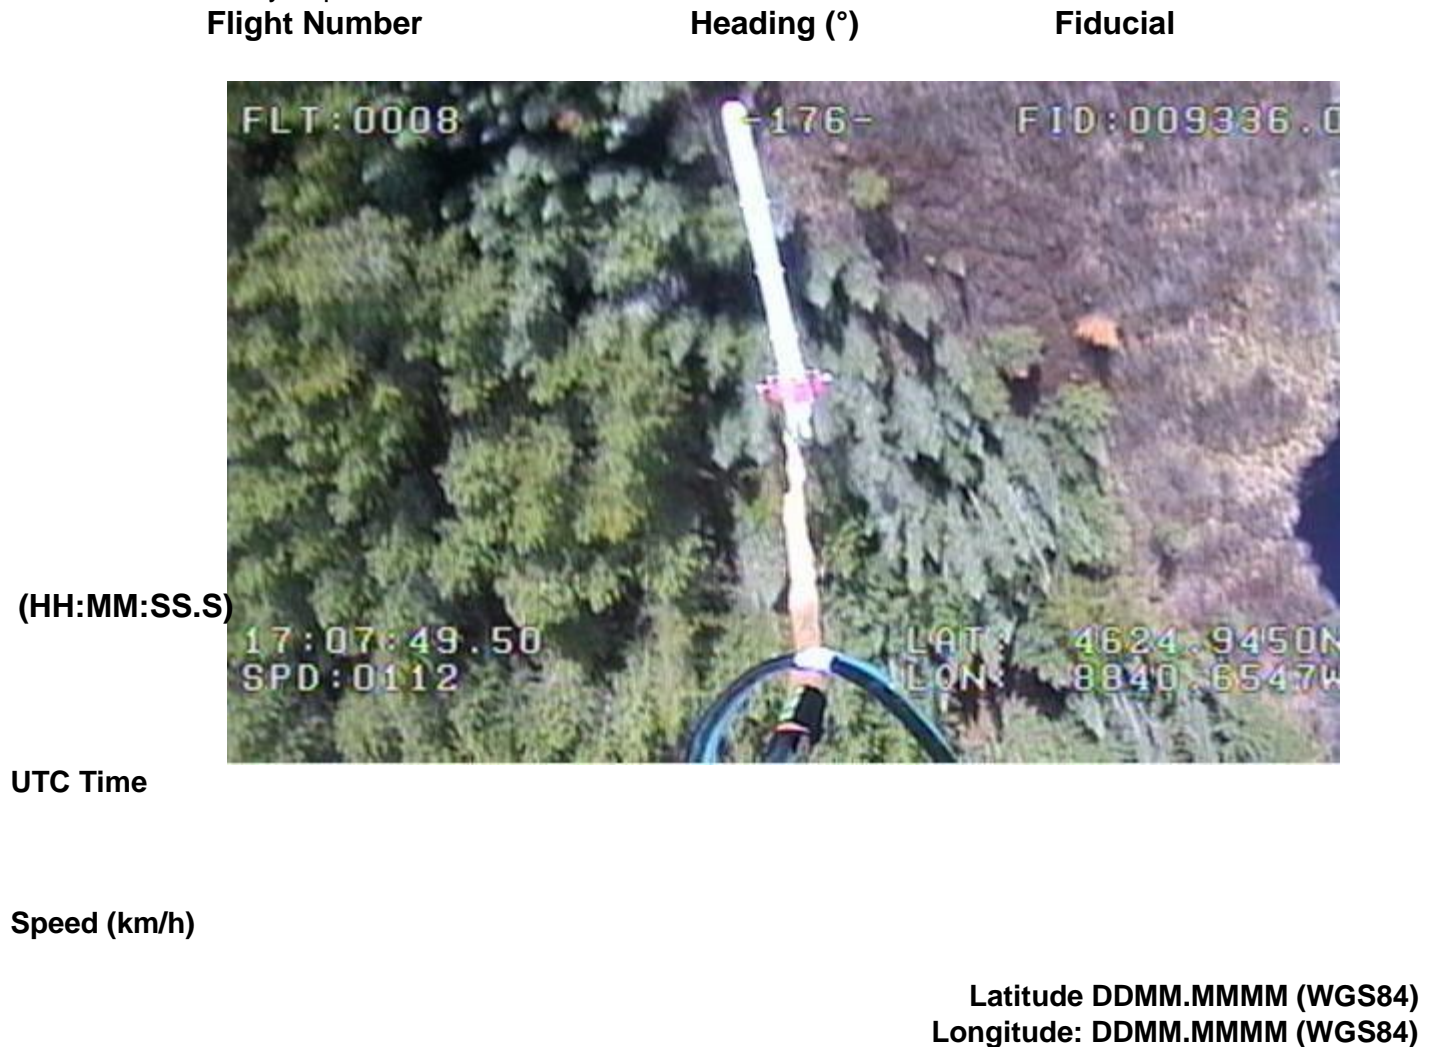 Flight Number Heading (°) Fiducial
FLT:0008 -176- FID:009336.0
(HH:MM:SS.S)
17:07:49.50 LAT: 4624.9450N
SPD:0112 LON: 8840.6547W
UTC Time
Speed (km/h)
Latitude DDMM.MMMM (WGS84)
Longitude: DDMM.MMMM (WGS84)